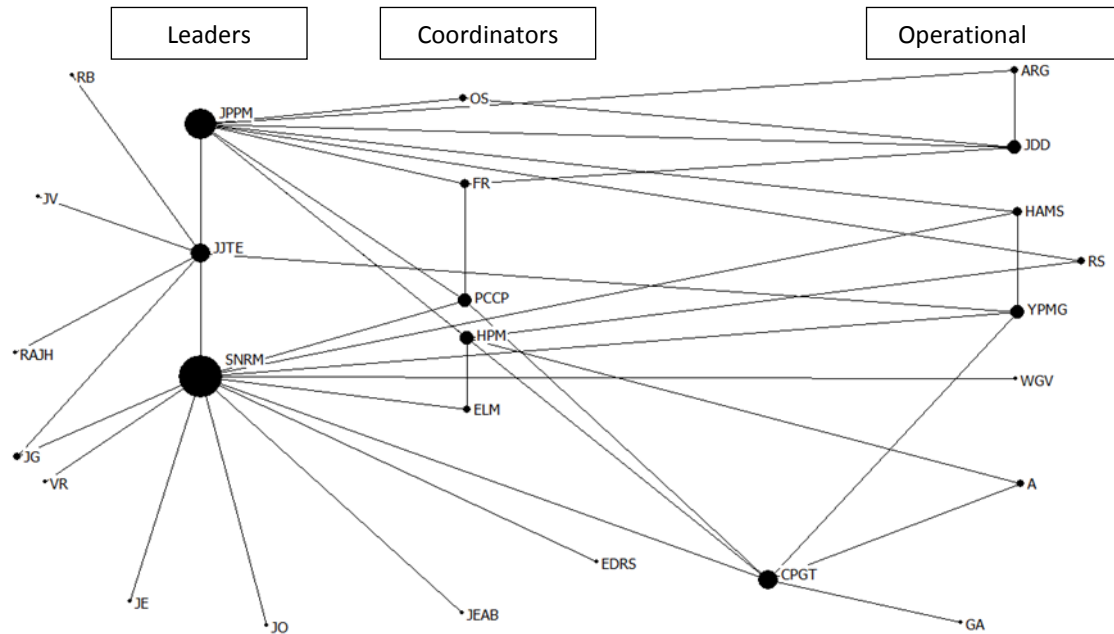 Leaders
Coordinators
Operational
RB
JPPM
OS
ARG
JDD
JV
FR
HAMS
JJTE
RS
PCCP
YPMG
HPM
RAJH
SNRM
WGV
ELM
JG
VR
A
EDRS
CPGT
JE
JO
JEAB
GA